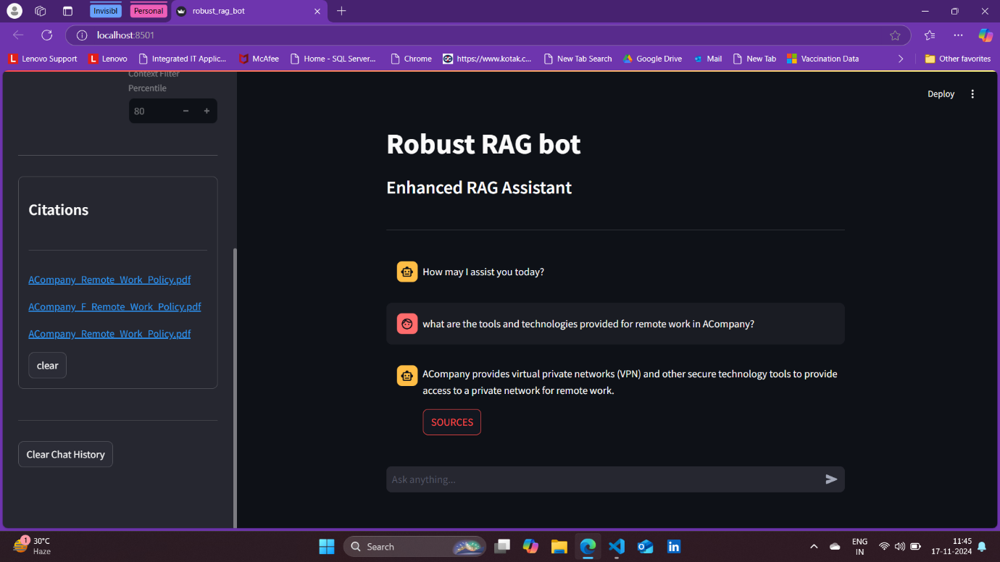 Invisibl
Personal
robust_rag_bot
localhost:8501
Lenovo Support
Lenovo
Integrated IT Applic...
McAfee
Home - SQL Server...
Chrome
https://www.kotak.c...
New Tab Search
Google Drive
Mail
New Tab
Vaccination Data
Other favorites
Context Filter
Percentile
80
Citations
ACompany_Remote_Work_Policy.pdf
ACompany_F_Remote_Work_Policy.pdf
ACompany_Remote_Work_Policy.pdf
clear
Clear Chat History
Deploy
Robust RAG bot
Enhanced RAG Assistant
How may I assist you today?
what are the tools and technologies provided for remote work in ACompany?
ACompany provides virtual private networks (VPN) and other secure technology tools to provide
access to a private network for remote work.
SOURCES
Ask anything...
1
30°C
Haze
Search
ENG
IN
11:45
17-11-2024